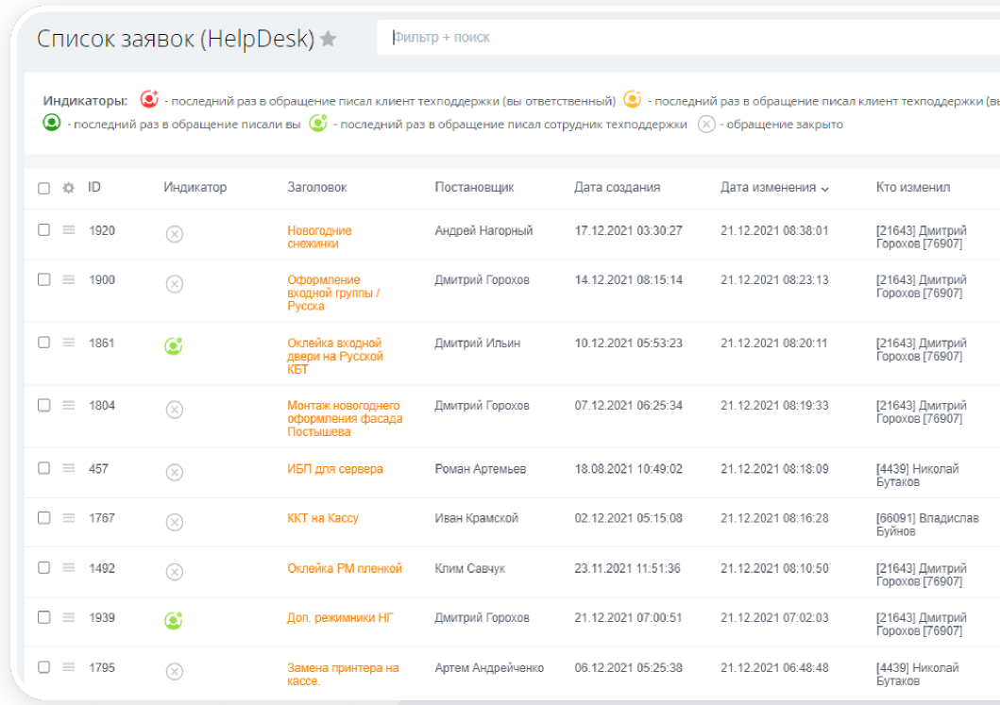 Список заявок (HelpDesk)
Фильтр + поиск
Индикаторы: - последний раз в обращение писал клиент техподдержки (вы ответственный) - последний раз в обращение писал клиент техподдержки (вы
- последний раз в обращение писали вы - последний раз в обращение писал сотрудник техподдержки - обращение закрыто
ID Индикатор Заголовок Постановщик Дата создания Дата изменения Кто изменил
1920 Новогодние Андрей Нагорный 17.12.2021 03:30:27 21.12.2021 08:38:01 [21643] Дмитрий
снежинки Горохов [76907]
1900 Оформление Дмитрий Горохов 14.12.2021 08:15:14 21.12.2021 08:23:13 [21643] Дмитрий
входной группы / Горохов [76907]
Русска
1861 Оклейка входной Дмитрий Ильин 10.12.2021 05:53:23 21.12.2021 08:20:11 [21643] Дмитрий
двери на Русской Горохов [76907]
КБТ
1804 Монтаж новогоднего Дмитрий Горохов 07.12.2021 06:25:34 21.12.2021 08:19:33 [21643] Дмитрий
оформления фасада Горохов [76907]
Постышева
457 ИБП для сервера Роман Артемьев 18.08.2021 10:49:02 21.12.2021 08:18:09 [4439] Николай
Бутаков
1767 ККТ на Кассу Иван Крамской 02.12.2021 05:15:08 21.12.2021 08:16:28 [66091] Владислав
Буйнов
1492 Оклейка РМ пленкой Клим Савчук 23.11.2021 11:51:36 21.12.2021 08:10:50 [21643] Дмитрий
Горохов [76907]
1939 Доп. режимники НГ Дмитрий Горохов 21.12.2021 07:00:51 21.12.2021 07:02:03 [21643] Дмитрий
Горохов [76907]
1795 Замена принтера на Артем Андрейченко 06.12.2021 05:25:38 21.12.2021 06:48:48 [4439] Николай
кассе. Бутаков